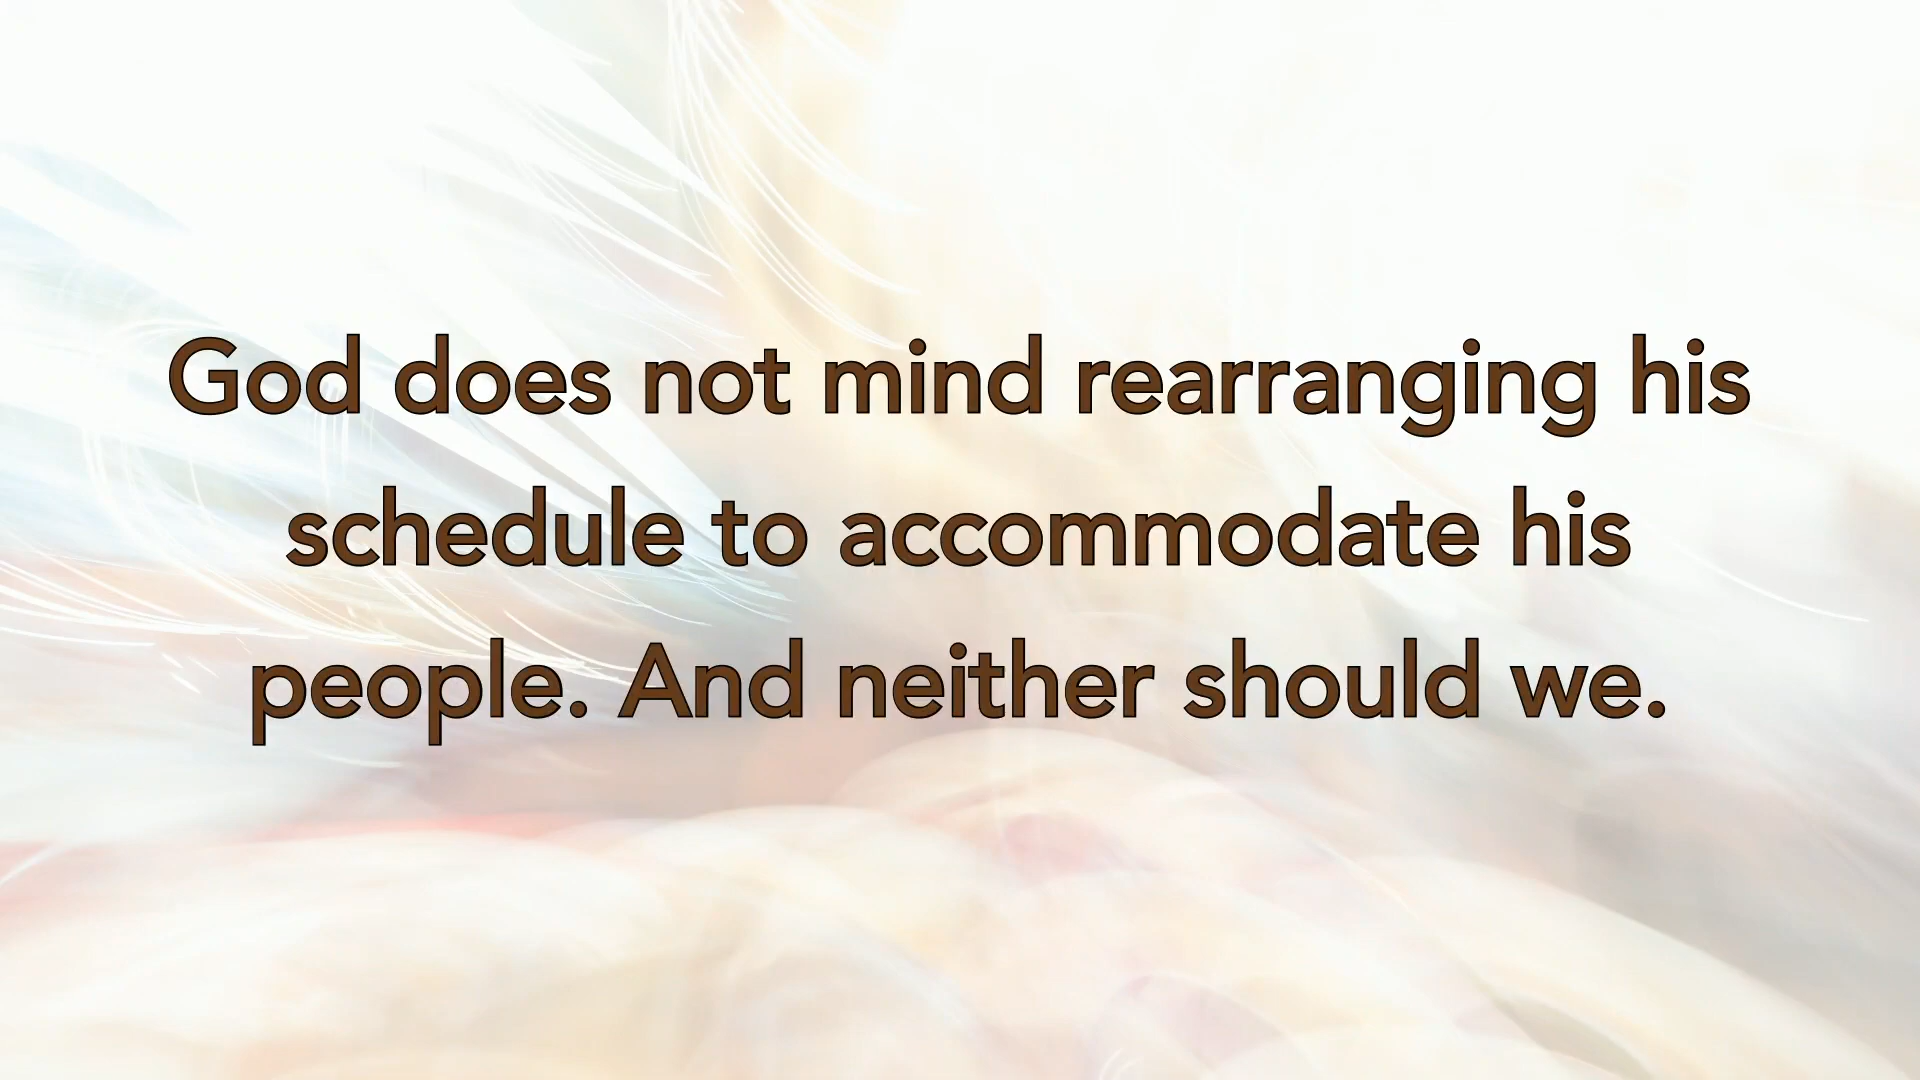 God does not mind rearranging his
schedule to accommodate his
people. And neither should we.